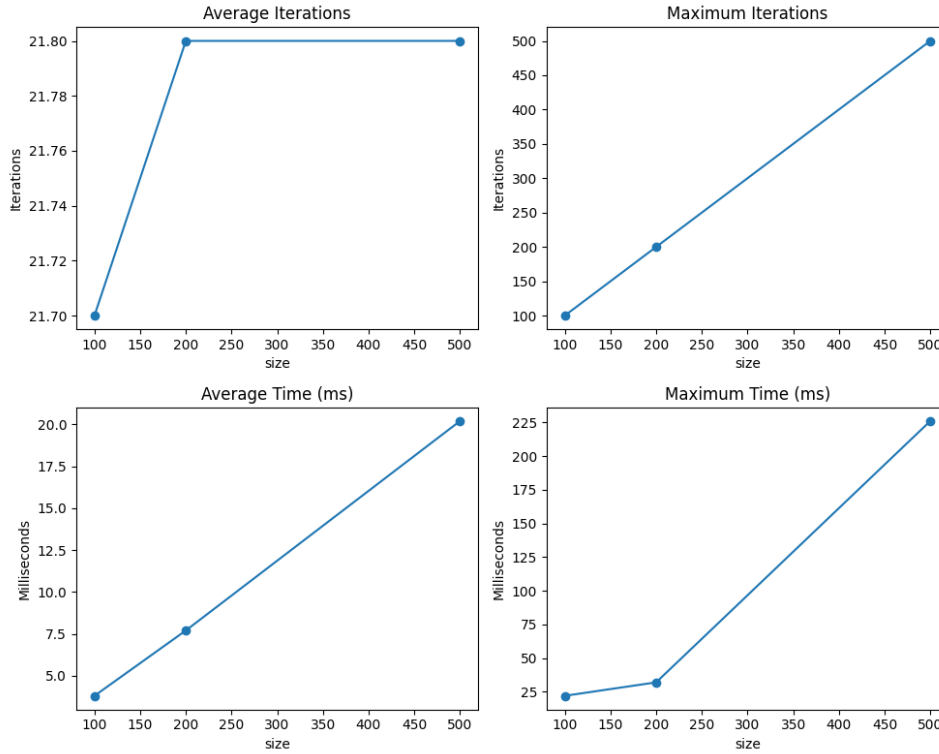 Average Iterations
Iterations
21.80
21.78
21.76
21.74
21.72
21.70
100 150 200 250 300 350 400 450 500
size
Maximum Iterations
Iterations
500
450
400
350
300
250
200
150
100
100 150 200 250 300 350 400 450 500
size
Average Time (ms)
Milliseconds
20.0
17.5
15.0
12.5
10.0
7.5
5.0
100 150 200 250 300 350 400 450 500
size
Maximum Time (ms)
Milliseconds
225
200
175
150
125
100
75
50
25
100 150 200 250 300 350 400 450 500
size